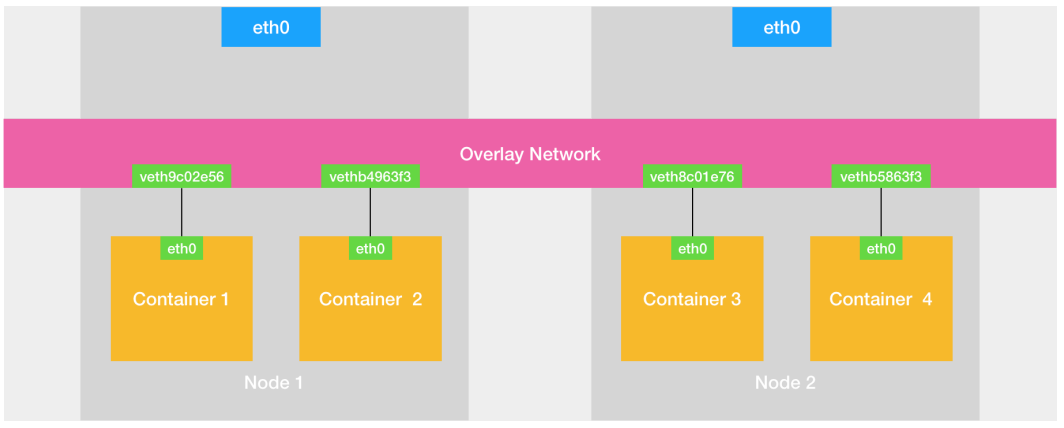 eth0
eth0
Overlay Network
veth9c02e56
vethb4963f3
veth8c01e76
vethb5863f3
eth0
eth0
eth0
eth0
Container 1
Container 2
Container 3
Container 4
Node 1
Node 2